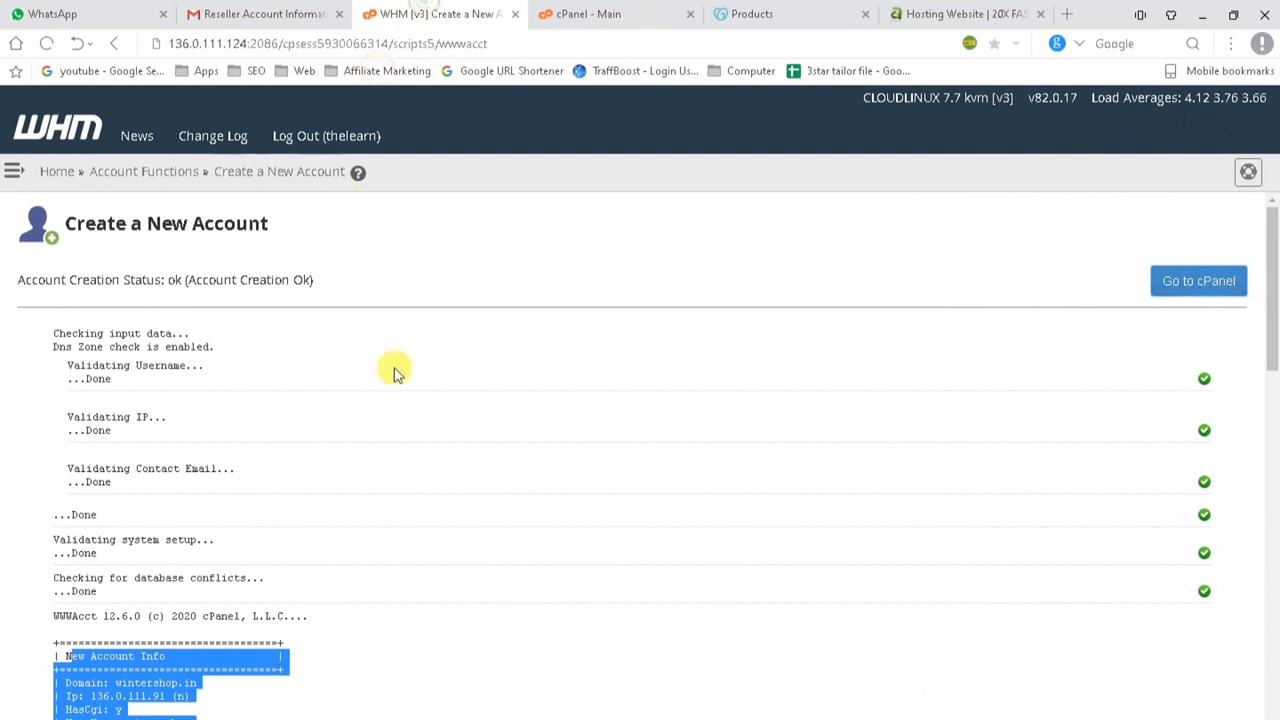 WhatsApp
Reseller Account Informat
WHM [v3] Create a New A
cPanel - Main
Products
Hosting Website | 20X FAS
136.0.111.124:2086/cpsess5930066314/scripts5/wwwacct
Google
youtube - Google Se...
Apps
SEO
Web
Affiliate Marketing
Google URL Shortener
TraffBoost - Login Us...
Computer
3star tailor file - Goo...
Mobile bookmarks
CLOUDLINUX 7.7 kvm [v3] v82.0.17 Load Averages: 4.12 3.76 3.66
WHM News Change Log Log Out (thelearn)
Home » Account Functions » Create a New Account
Create a New Account
Account Creation Status: ok (Account Creation Ok)
Go to cPanel
Checking input data...
Dns Zone check is enabled.
Validating Username...
...Done
Validating IP...
...Done
Validating Contact Email...
...Done
...Done
Validating system setup...
...Done
Checking for database conflicts...
...Done
WWWAcct 12.6.0 (c) 2020 cPanel, L.L.C....
+===================================+
| New Account Info |
+===================================+
| Domain: wintershop.in
| Ip: 136.0.111.91 (n)
| HasCgi: y